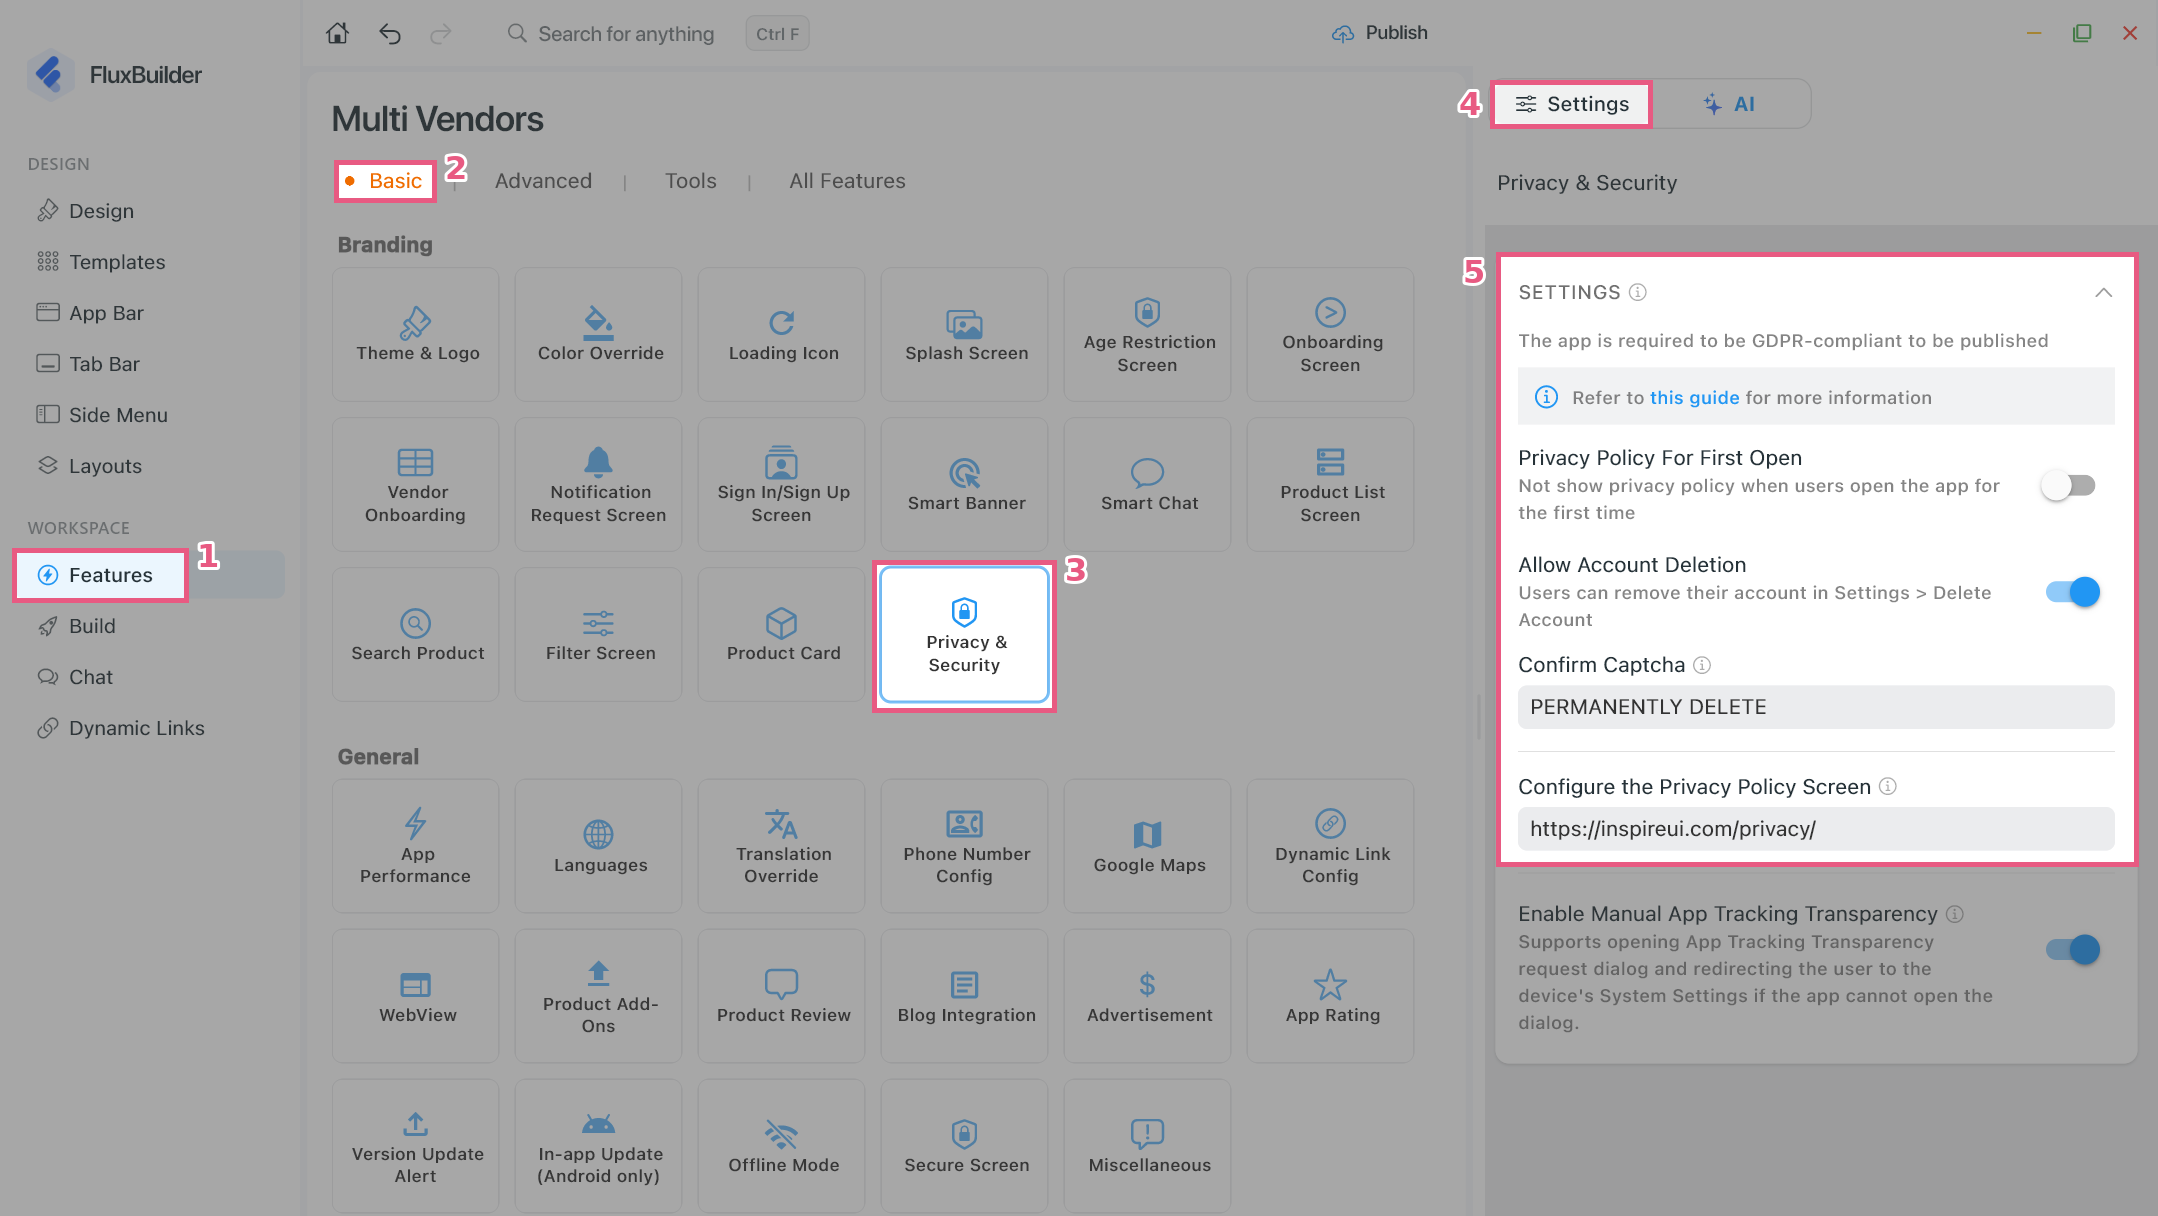 FluxBuilder
Search for anything
Ctrl F
Publish
DESIGN
Design
Templates
App Bar
Tab Bar
Side Menu
Layouts
WORKSPACE
Features
1
Build
Chat
Dynamic Links
Multi Vendors
Basic
2
Advanced
Tools
All Features
Branding
Theme & Logo
Color Override
Loading Icon
Splash Screen
Age Restriction
Screen
Onboarding
Screen
Vendor
Onboarding
Notification
Request Screen
Sign In/Sign Up
Screen
Smart Banner
Smart Chat
Product List
Screen
Search Product
Filter Screen
Product Card
Privacy &
Security
3
General
App
Performance
Languages
Translation
Override
Phone Number
Config
Google Maps
Dynamic Link
Config
WebView
Product Add-
Ons
Product Review
Blog Integration
Advertisement
App Rating
Version Update
Alert
In-app Update
(Android only)
Offline Mode
Secure Screen
Miscellaneous
4
Settings
AI
Privacy & Security
5
SETTINGS
The app is required to be GDPR-compliant to be published
Refer to this guide for more information
Privacy Policy For First Open
Not show privacy policy when users open the app for
the first time
Allow Account Deletion
Users can remove their account in Settings > Delete
Account
Confirm Captcha
PERMANENTLY DELETE
Configure the Privacy Policy Screen
https://inspireui.com/privacy/
Enable Manual App Tracking Transparency
Supports opening App Tracking Transparency
request dialog and redirecting the user to the
device's System Settings if the app cannot open the
dialog.